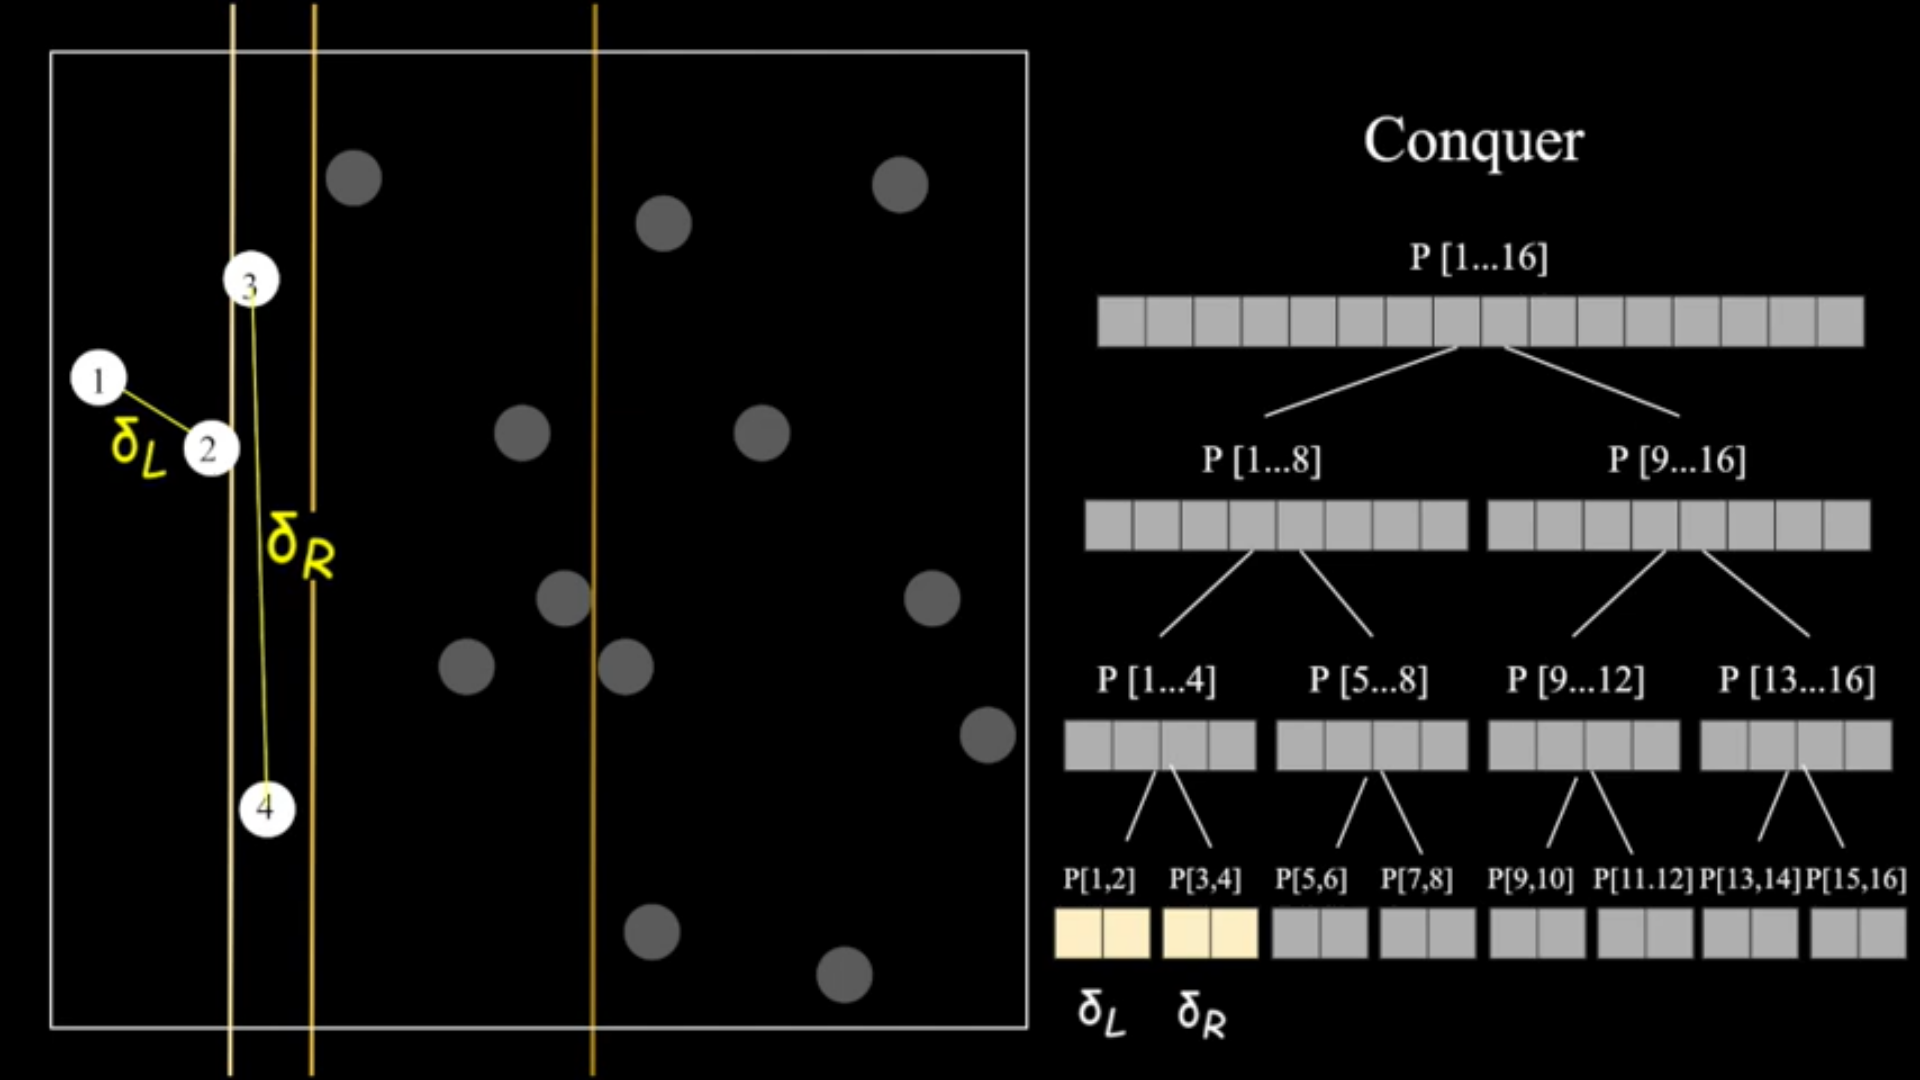 Conquer
P [1...16]
P [1...8]
P [9...16]
P [1...4]
P [5...8]
P [9...12]
P [13...16]
P[1,2]
P[3,4]
P[5,6]
P[7,8]
P[9,10]
P[11.12]
P[13,14]
P[15,16]
δL
δR
3
1
2
δL
δR
4